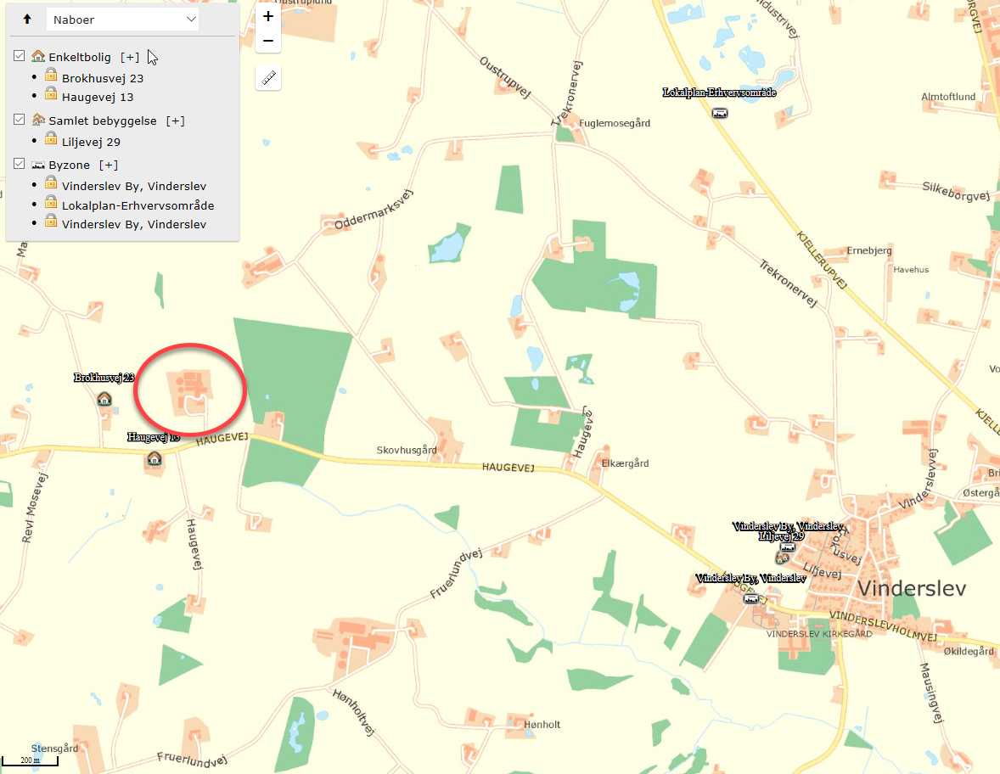 Naboer
Enkeltbolig [+]
Brokhusvej 23
Haugevej 13
Samlet bebyggelse [+]
Liljevej 29
Byzone [+]
Vinderslev By, Vinderslev
Lokalplan-Erhvervsområde
Vinderslev By, Vinderslev
+
−
Oustrupvej
Trekronervej
Fuglemosegård
Lokalplan-Erhvervsområde
Almtoftlund
Silkeborgvej
Oddermarksvej
KJELLERUPVEJ
Ernebjerg
Havehus
Trekronervej
Brokhusvej 23
Haugevej 13
HAUGEVEJ
Skovhusgård
HAUGEVEJ
Haugevej
Elkærgård
Revl Mosevej
Haugevej
Fruerlundvej
Vinderslevvej
Vinderslev By, Vinderslev
Liljevej 29
Krokusvej
Liljevej
Vinderslev By, Vinderslev
HAUGEVEJ
Vinderslev
VINDERSLEVHOLMVEJ
VINDERSLEV KIRKEGÅRD
Økildegård
Mausingvej
Hønholtvej
Hønholt
Stensgård
Fruerlundvej
200 m